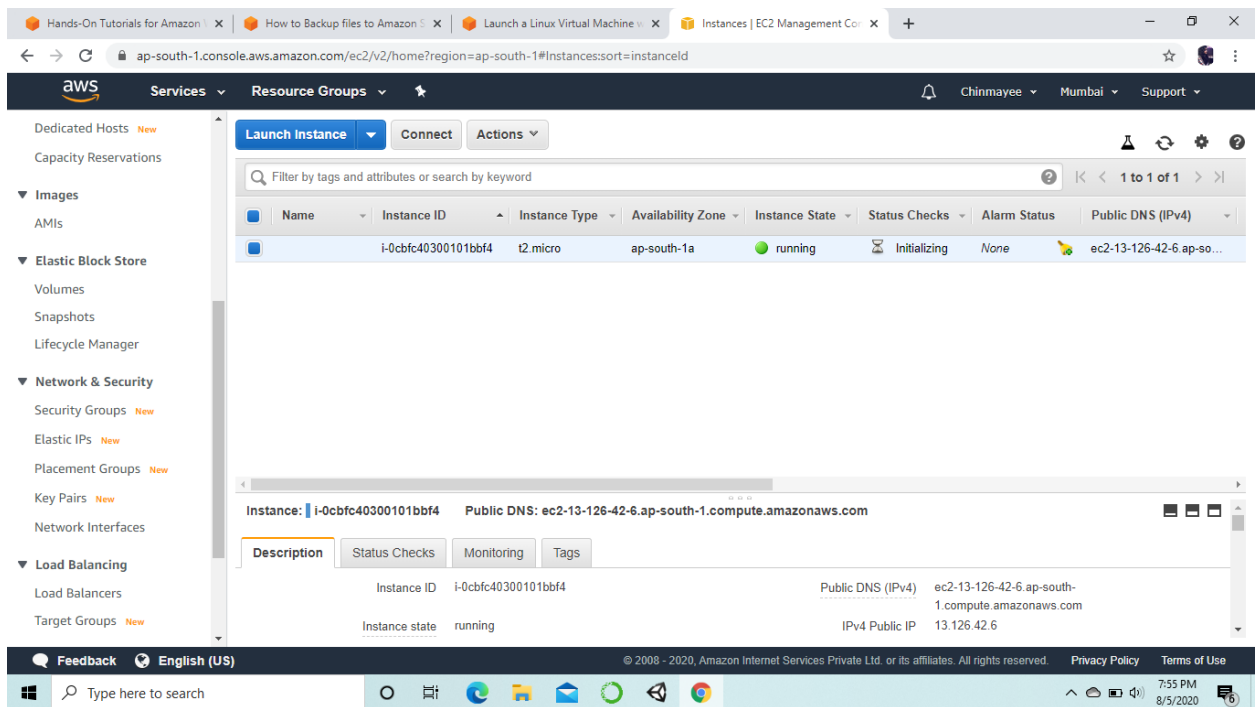 Hands-On Tutorials for Amazon
How to Backup files to Amazon S
Launch a Linux Virtual Machine w
Instances | EC2 Management Con
ap-south-1.console.aws.amazon.com/ec2/v2/home?region=ap-south-1#Instances:sort=instanceId
aws Services Resource Groups Chinmayee Mumbai Support
Dedicated Hosts New
Capacity Reservations
Images
AMIs
Elastic Block Store
Volumes
Snapshots
Lifecycle Manager
Network & Security
Security Groups New
Elastic IPs New
Placement Groups New
Key Pairs New
Network Interfaces
Load Balancing
Load Balancers
Target Groups New
Launch Instance Connect Actions
Filter by tags and attributes or search by keyword
1 to 1 of 1
Name Instance ID Instance Type Availability Zone Instance State Status Checks Alarm Status Public DNS (IPv4)
i-0cbfc40300101bbf4 t2.micro ap-south-1a running Initializing None ec2-13-126-42-6.ap-so...
Instance: i-0cbfc40300101bbf4 Public DNS: ec2-13-126-42-6.ap-south-1.compute.amazonaws.com
Description Status Checks Monitoring Tags
Instance ID i-0cbfc40300101bbf4
Public DNS (IPv4) ec2-13-126-42-6.ap-south-
1.compute.amazonaws.com
Instance state running
IPv4 Public IP 13.126.42.6
Feedback English (US)
© 2008 - 2020, Amazon Internet Services Private Ltd. or its affiliates. All rights reserved. Privacy Policy Terms of Use
Type here to search
7:55 PM
8/5/2020
6